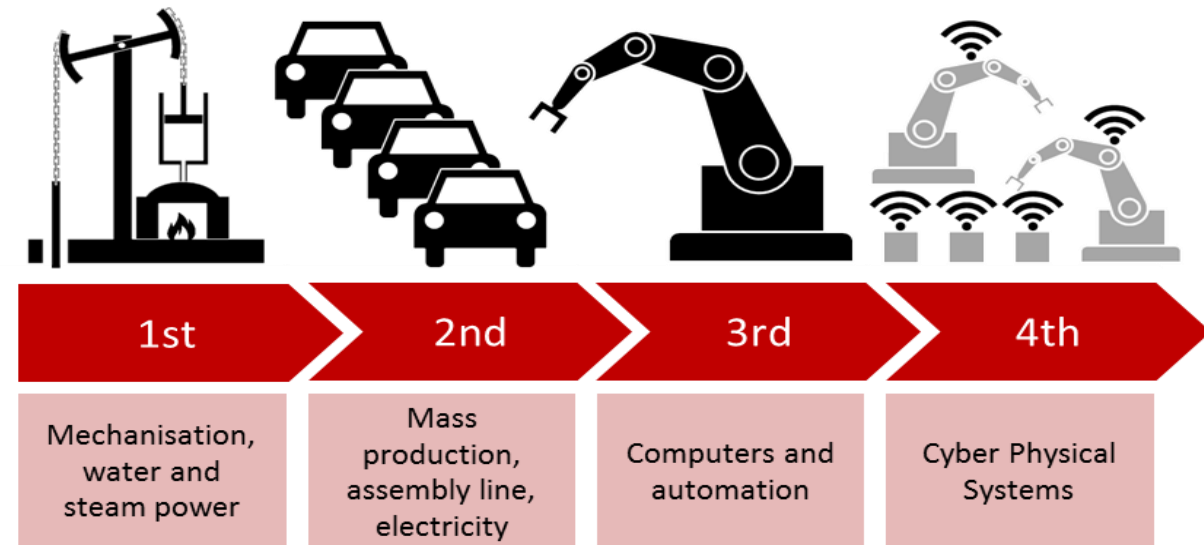 1st
2nd
3rd
4th
Mechanisation,
water and
steam power
Mass
production,
assembly line,
electricity
Computers and
automation
Cyber Physical
Systems